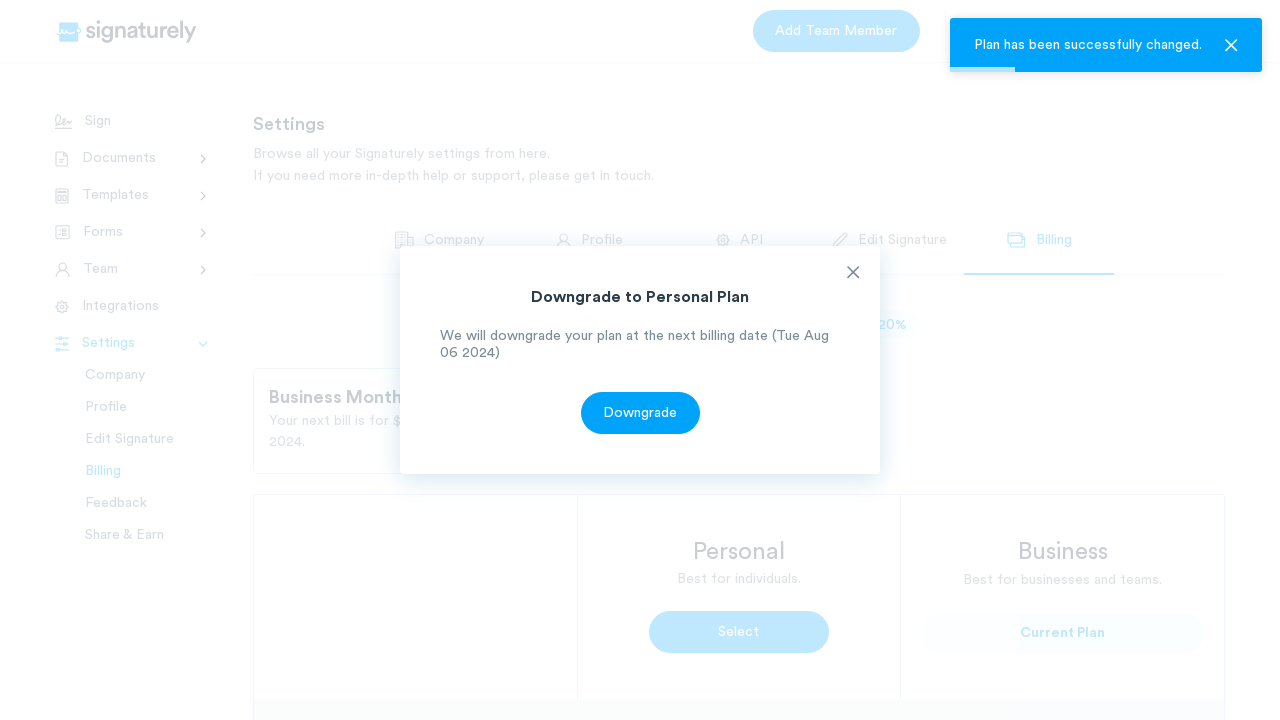 signaturely
Add Team Member
Plan has been successfully changed.
Sign
Documents
Templates
Forms
Team
Integrations
Settings
Company
Profile
Edit Signature
Billing
Feedback
Share & Earn
Settings
Browse all your Signaturely settings from here.
If you need more in-depth help or support, please get in touch.
Company
Profile
API
Edit Signature
Billing
20%
Downgrade to Personal Plan
We will downgrade your plan at the next billing date (Tue Aug
06 2024)
Downgrade
Business Month
Your next bill is for $
2024.
Personal
Best for individuals.
Select
Business
Best for businesses and teams.
Current Plan